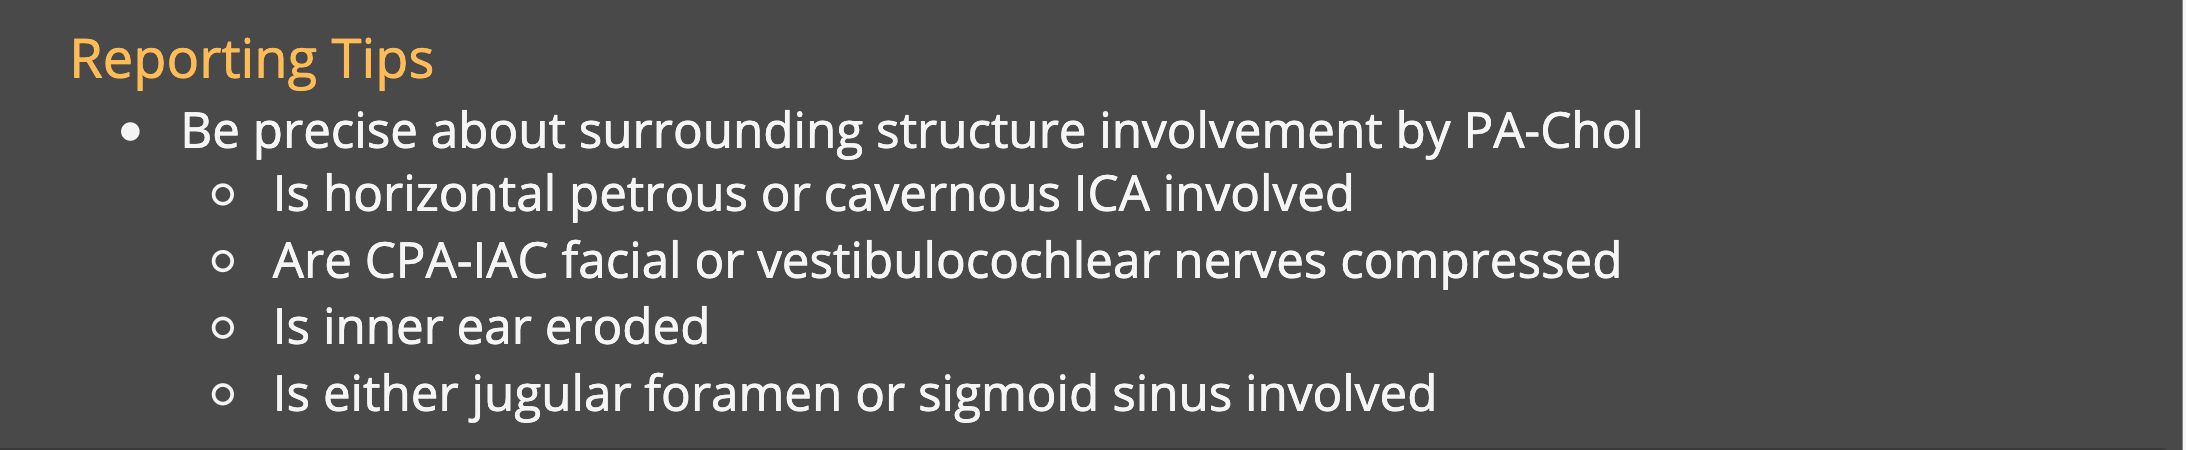 Reporting Tips
• Be precise about surrounding structure involvement by PA-Chol
○ Is horizontal petrous or cavernous ICA involved
○ Are CPA-IAC facial or vestibulocochlear nerves compressed
○ Is inner ear eroded
○ Is either jugular foramen or sigmoid sinus involved